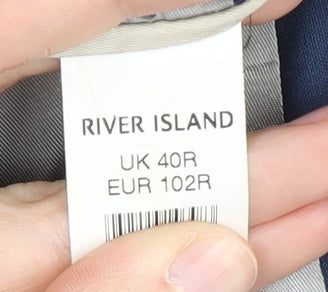 RIVER ISLAND
UK 40R
EUR 102R